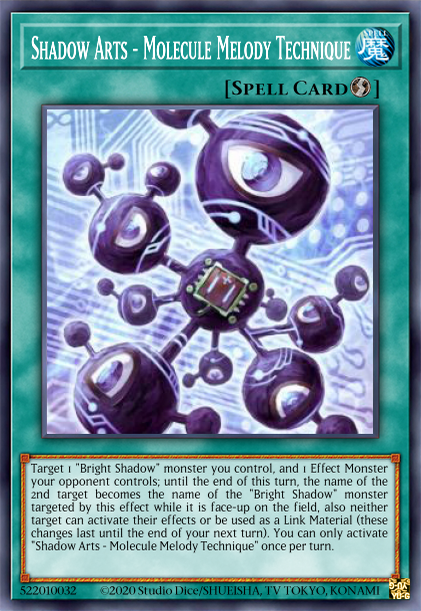 Shadow Arts - Molecule Melody Technique
SPELL
魔
[Spell Card]
Target 1 "Bright Shadow" monster you control, and 1 Effect Monster
your opponent controls; until the end of this turn, the name of the
2nd target becomes the name of the "Bright Shadow" monster
targeted by this effect while it is face-up on the field, also neither
target can activate their effects or be used as a Link Material (these
changes last until the end of your next turn). You can only activate
"Shadow Arts - Molecule Melody Technique" once per turn.
522010032 ©2020 Studio Dice/SHUEISHA, TV TOKYO, KONAMI